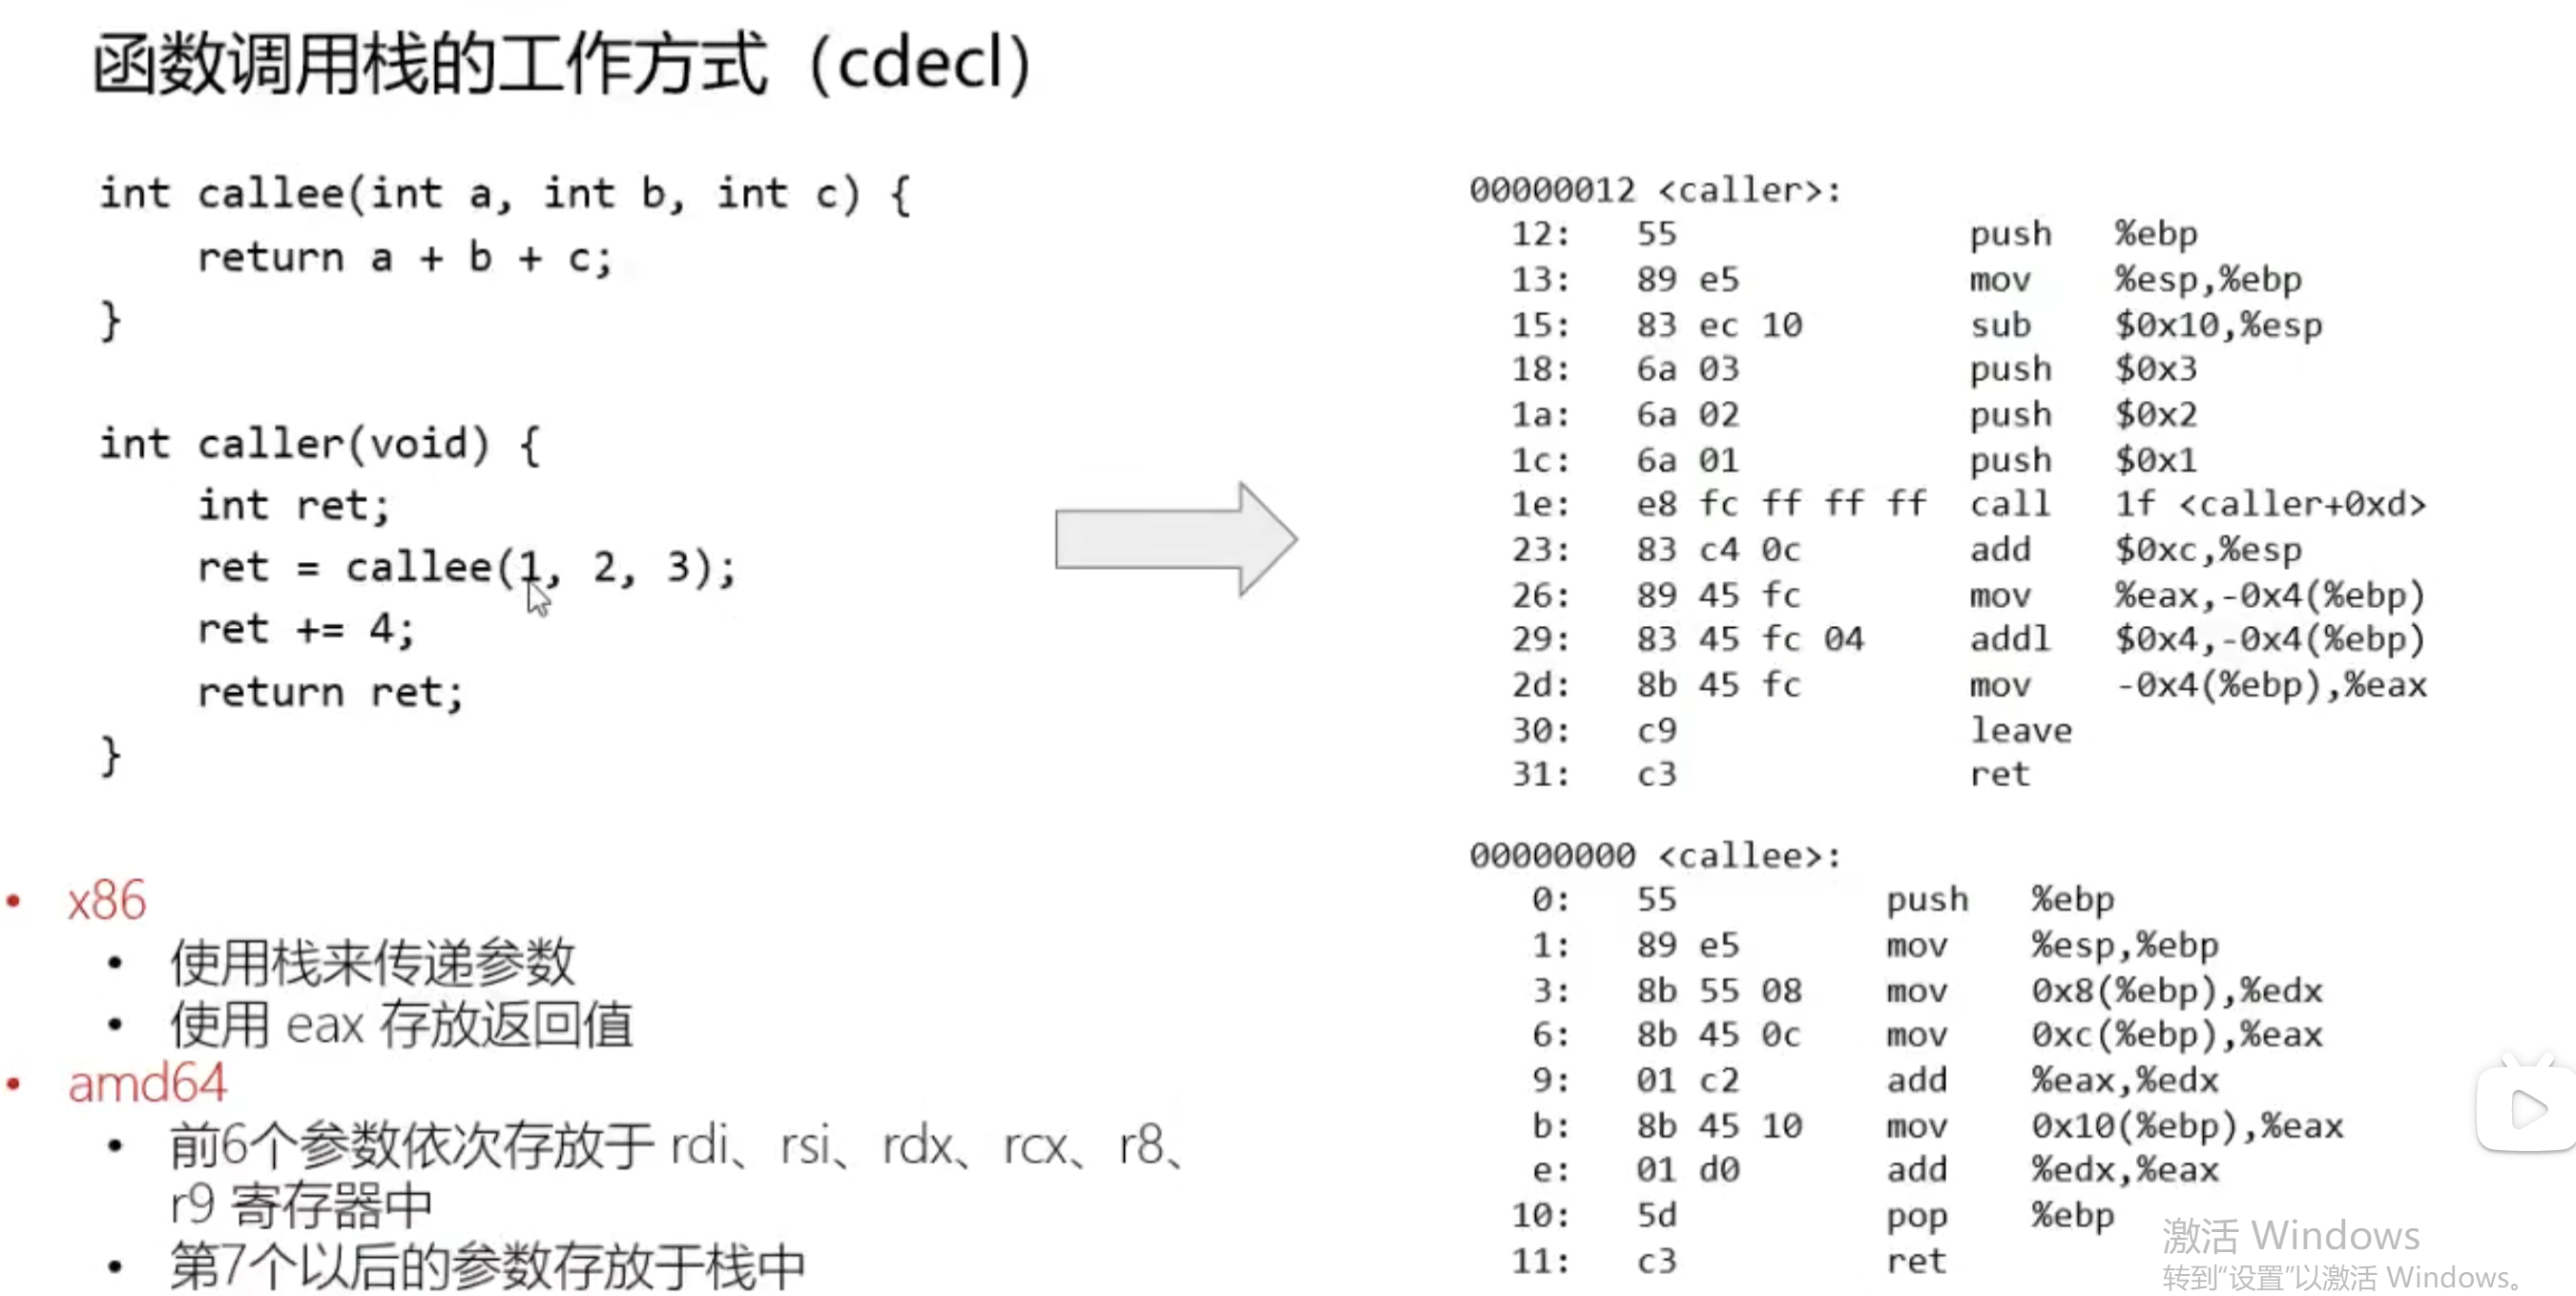 函数调用栈的工作方式（cdecl）
int callee(int a, int b, int c) {
    return a + b + c;
}
int caller(void) {
    int ret;
    ret = callee(1, 2, 3);
    ret += 4;
    return ret;
}
• x86
• 使用栈来传递参数
• 使用 eax 存放返回值
• amd64
• 前6个参数依次存放于 rdi、rsi、rdx、rcx、r8、
r9 寄存器中
• 第7个以后的参数存放于栈中
00000012 <caller>:
12: 55 push %ebp
13: 89 e5 mov %esp,%ebp
15: 83 ec 10 sub $0x10,%esp
18: 6a 03 push $0x3
1a: 6a 02 push $0x2
1c: 6a 01 push $0x1
1e: e8 fc ff ff ff call 1f <caller+0xd>
23: 83 c4 0c add $0xc,%esp
26: 89 45 fc mov %eax,-0x4(%ebp)
29: 83 45 fc 04 addl $0x4,-0x4(%ebp)
2d: 8b 45 fc mov -0x4(%ebp),%eax
30: c9 leave
31: c3 ret
00000000 <callee>:
0: 55 push %ebp
1: 89 e5 mov %esp,%ebp
3: 8b 55 08 mov 0x8(%ebp),%edx
6: 8b 45 0c mov 0xc(%ebp),%eax
9: 01 c2 add %eax,%edx
b: 8b 45 10 mov 0x10(%ebp),%eax
e: 01 d0 add %edx,%eax
10: 5d pop %ebp
11: c3 ret
激活 Windows
转到“设置”以激活 Windows。